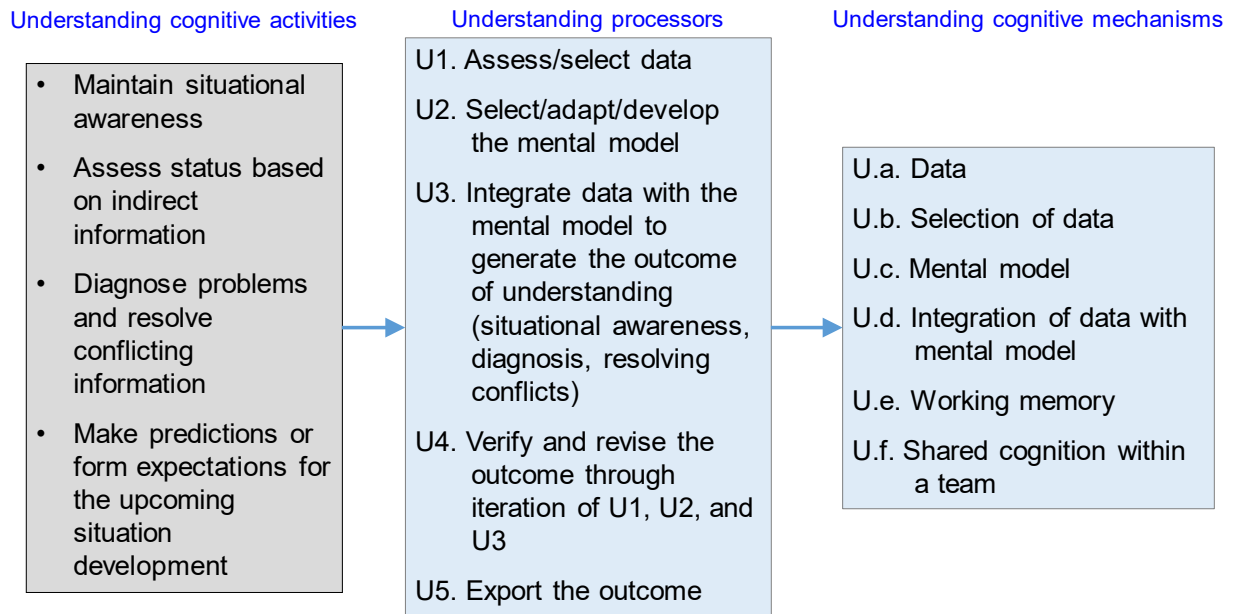 Understanding cognitive activities
• Maintain situational
awareness
• Assess status based
on indirect
information
• Diagnose problems
and resolve
conflicting
information
• Make predictions or
form expectations for
the upcoming
situation
development
Understanding processors
U1. Assess/select data
U2. Select/adapt/develop
the mental model
U3. Integrate data with the
mental model to
generate the outcome
of understanding
(situational awareness,
diagnosis, resolving
conflicts)
U4. Verify and revise the
outcome through
iteration of U1, U2, and
U3
U5. Export the outcome
Understanding cognitive mechanisms
U.a. Data
U.b. Selection of data
U.c. Mental model
U.d. Integration of data with
mental model
U.e. Working memory
U.f. Shared cognition within
a team